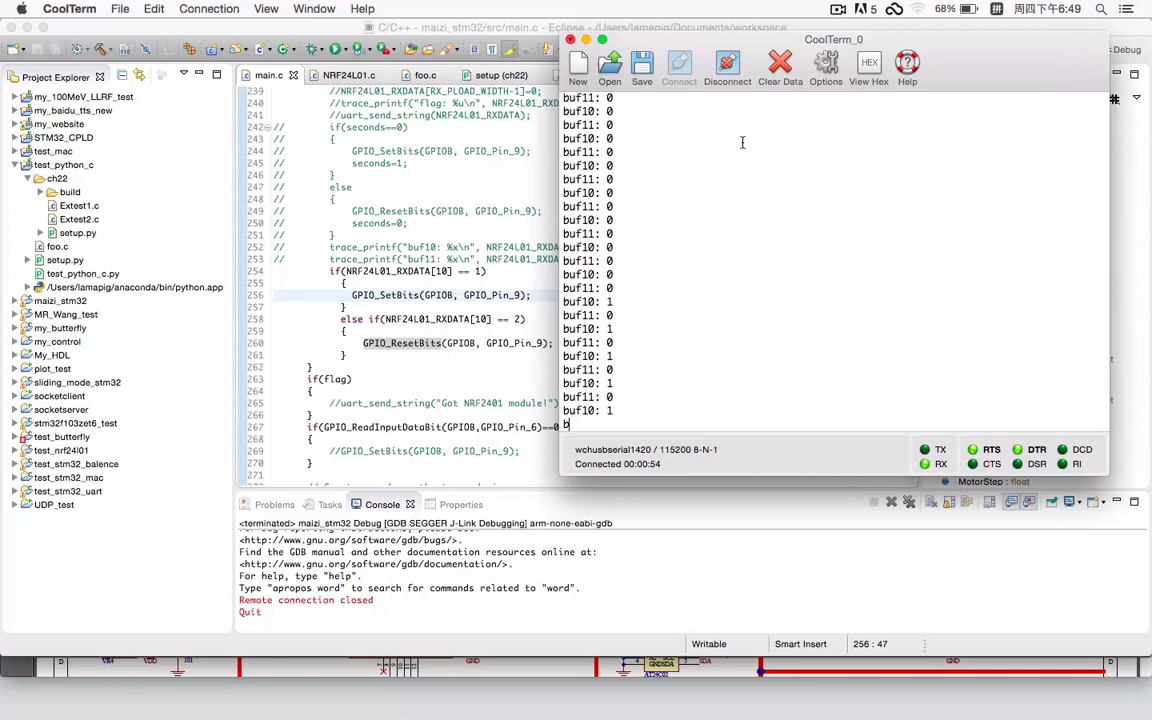 CoolTerm File Edit Connection View Window Help
5 68% 拼 周四下午6:49
C/C++ - maizi_stm32/src/main.c - Eclipse - /Users/lamapig/Documents/workspace
Project Explorer
my_100MeV_LLRF_test
my_baidu_tts_new
my_website
STM32_CPLD
test_mac
test_python_c
ch22
build
Extest1.c
Extest2.c
setup.py
foo.c
setup.py
test_python_c.py
/Users/lamapig/anaconda/bin/python.app
maizi_stm32
MR_Wang_test
my_butterfly
my_control
My_HDL
plot_test
sliding_mode_stm32
socketclient
socketserver
stm32f103zet6_test
test_butterfly
test_nrf24l01
test_stm32_balence
test_stm32_mac
test_stm32_uart
UDP_test
main.c NRF24L01.c foo.c setup (ch22)
239 //NRF24L01_RXDATA[RX_PLOAD_WIDTH-1]=0;
240 //trace_printf("flag: %u\n", NRF24L01_RXDATA
241 //uart_send_string(NRF24L01_RXDATA);
242 // if(seconds==0)
243 // {
244 // GPIO_SetBits(GPIOB, GPIO_Pin_9);
245 // seconds=1;
246 // }
247 // else
248 // {
249 // GPIO_ResetBits(GPIOB, GPIO_Pin_9);
250 // seconds=0;
251 // }
252 // trace_printf("buf10: %x\n", NRF24L01_RXDA
253 // trace_printf("buf11: %x\n", NRF24L01_RXDA
254 if(NRF24L01_RXDATA[10] == 1)
255 {
256 GPIO_SetBits(GPIOB, GPIO_Pin_9);
257 }
258 else if(NRF24L01_RXDATA[10] == 2)
259 {
260 GPIO_ResetBits(GPIOB, GPIO_Pin_9);
261 }
262 }
263 if(flag)
264 {
265 //uart_send_string("Got NRF2401 module!")
266 }
267 if(GPIO_ReadInputDataBit(GPIOB,GPIO_Pin_6)==0
268 {
269 //GPIO_SetBits(GPIOB, GPIO_Pin_9);
270 }
271
CoolTerm_0
New Open Save Connect Disconnect Clear Data Options View Hex Help
HEX
buf11: 0
buf10: 0
buf11: 0
buf10: 0
buf11: 0
buf10: 0
buf11: 0
buf10: 0
buf11: 0
buf10: 0
buf11: 0
buf10: 0
buf11: 0
buf10: 0
buf11: 0
buf10: 1
buf11: 0
buf10: 1
buf11: 0
buf10: 1
buf11: 0
buf10: 1
buf11: 0
buf10: 1
b
wchusbserial1420 / 115200 8-N-1
Connected 00:00:54
TX RTS DTR DCD
RX CTS DSR RI
Debug
MotorStep : float
Problems Tasks Console Properties
<terminated> maizi_stm32 Debug [GDB SEGGER J-Link Debugging] arm-none-eabi-gdb
<http://www.gnu.org/software/gdb/bugs/>.
Find the GDB manual and other documentation resources online at:
<http://www.gnu.org/software/gdb/documentation/>.
For help, type "help".
Type "apropos word" to search for commands related to "word".
Remote connection closed
Quit
Writable Smart Insert 256 : 47
D VR4 VDD 101 GND GNDSDA SDA GND D
AT24C02